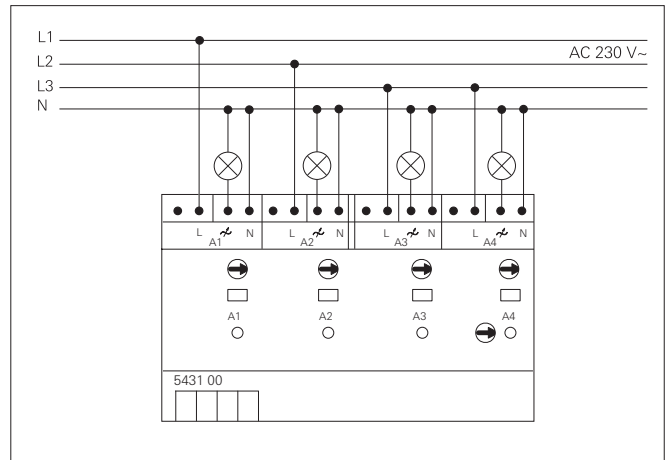 L1
AC 230 V~
L2
L3
N
L N L N L N L N
A1 A2 A3 A4
A1 A2 A3 A4
5431 00